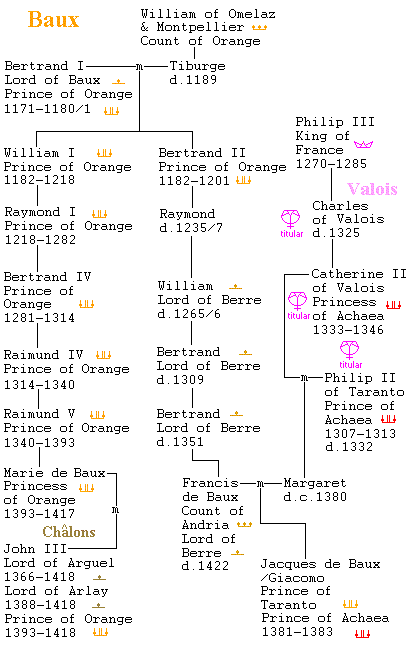 Baux
William of Omelaz
& Montpellier
Count of Orange
Bertrand I
Lord of Baux
Prince of Orange
1171–1180/1
m
Tiburge
d.1189
William I
Prince of Orange
1182–1218
Bertrand II
Prince of Orange
1182–1201
Philip III
King of
France
1270–1285
Valois
Raymond I
Prince of Orange
1218–1282
Raymond
d.1235/7
titular
Charles
of Valois
d.1325
Bertrand IV
Prince of
Orange
1281–1314
William
Lord of Berre
d.1265/6
titular
Catherine II
of Valois
Princess
of Achaea
1333–1346
Raimund IV
Prince of Orange
1314–1340
Bertrand
Lord of Berre
d.1309
titular
Philip II
of Taranto
Prince of
Achaea
1307–1313
d.1332
m
Raimund V
Prince of Orange
1340–1393
Bertrand
Lord of Berre
d.1351
Marie de Baux
Princess
of Orange
1393–1417
m
Francis
de Baux
Count of
Andria
Lord of
Berre
d.1422
m
Margaret
d.c.1380
Châlons
John III
Lord of Arguel
1366–1418
Lord of Arlay
1388–1418
Prince of Orange
1393–1418
Jacques de Baux
/Giacomo
Prince of
Taranto
Prince of Achaea
1381–1383